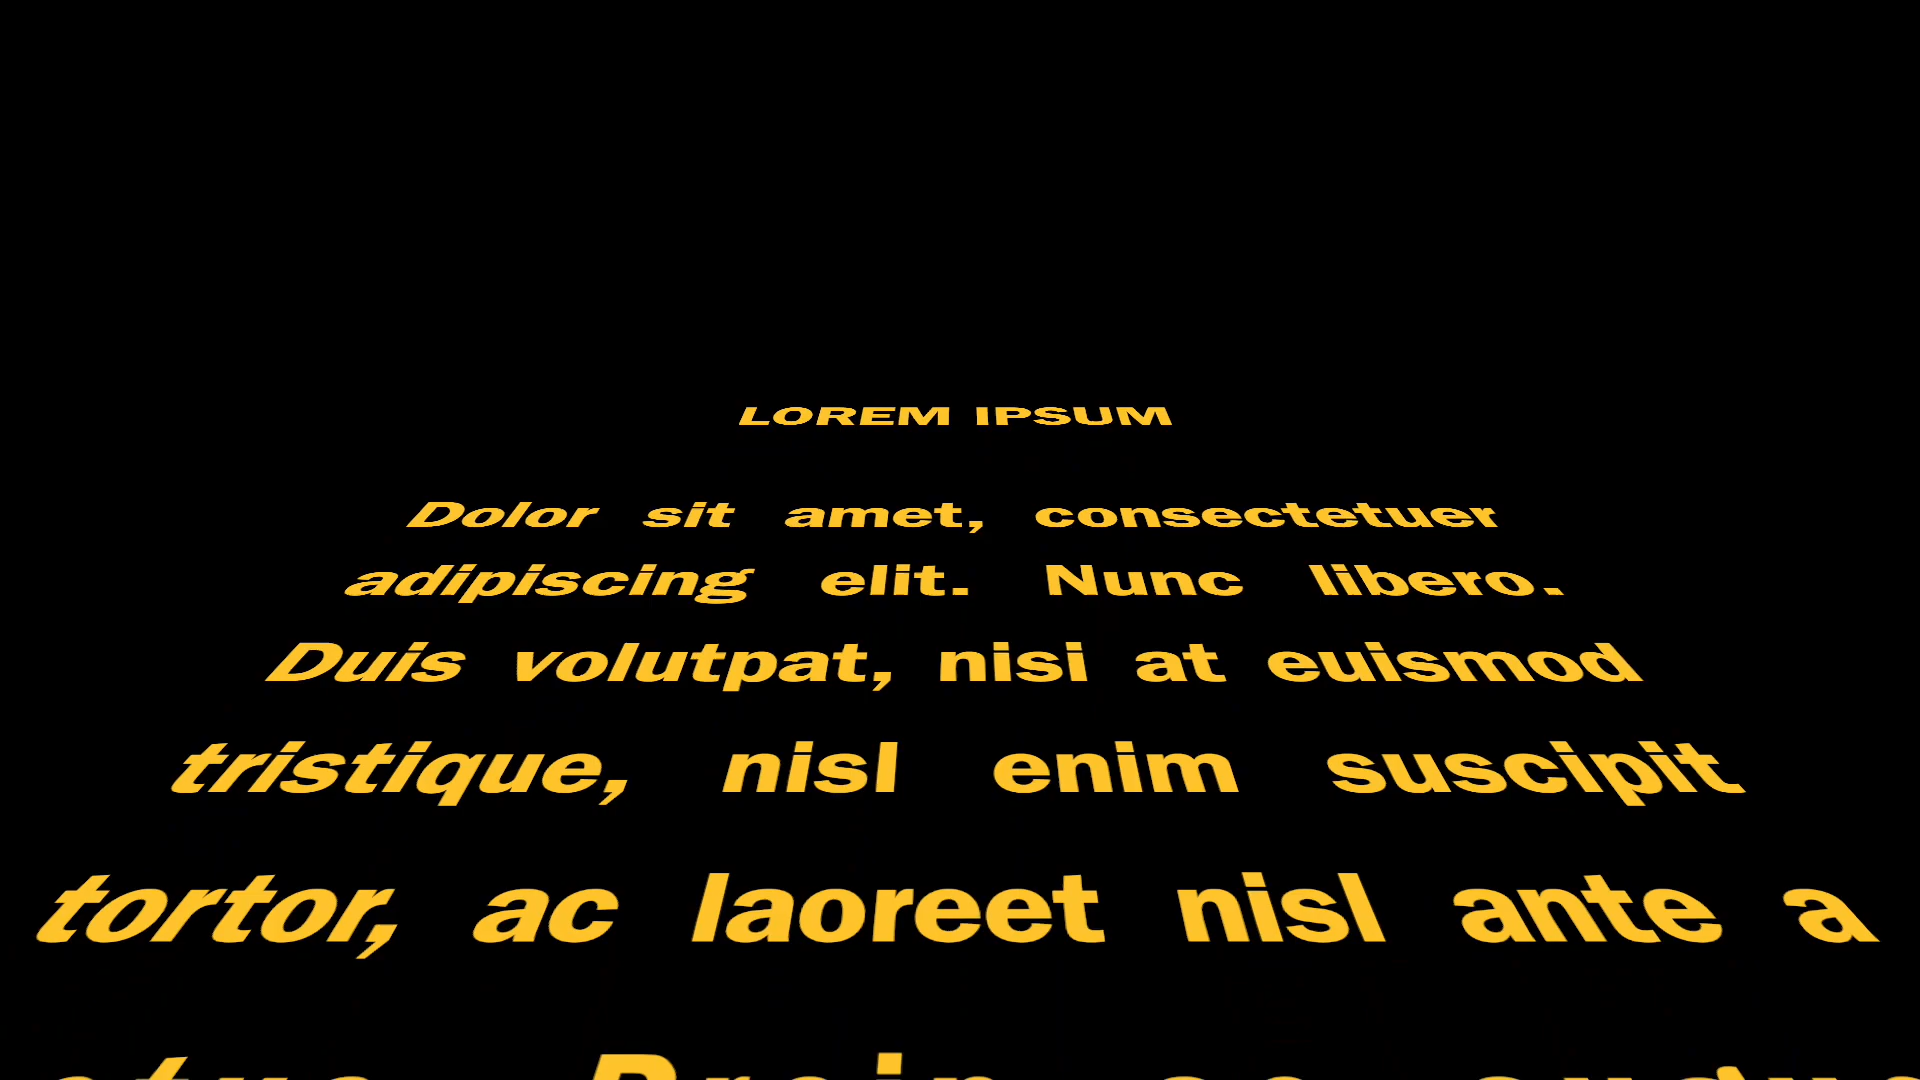 LOREM IPSUM
Dolor sit amet, consectetuer
adipiscing elit. Nunc libero.
Duis volutpat, nisi at euismod
tristique, nisl enim suscipit
tortor, ac laoreet nisl ante a